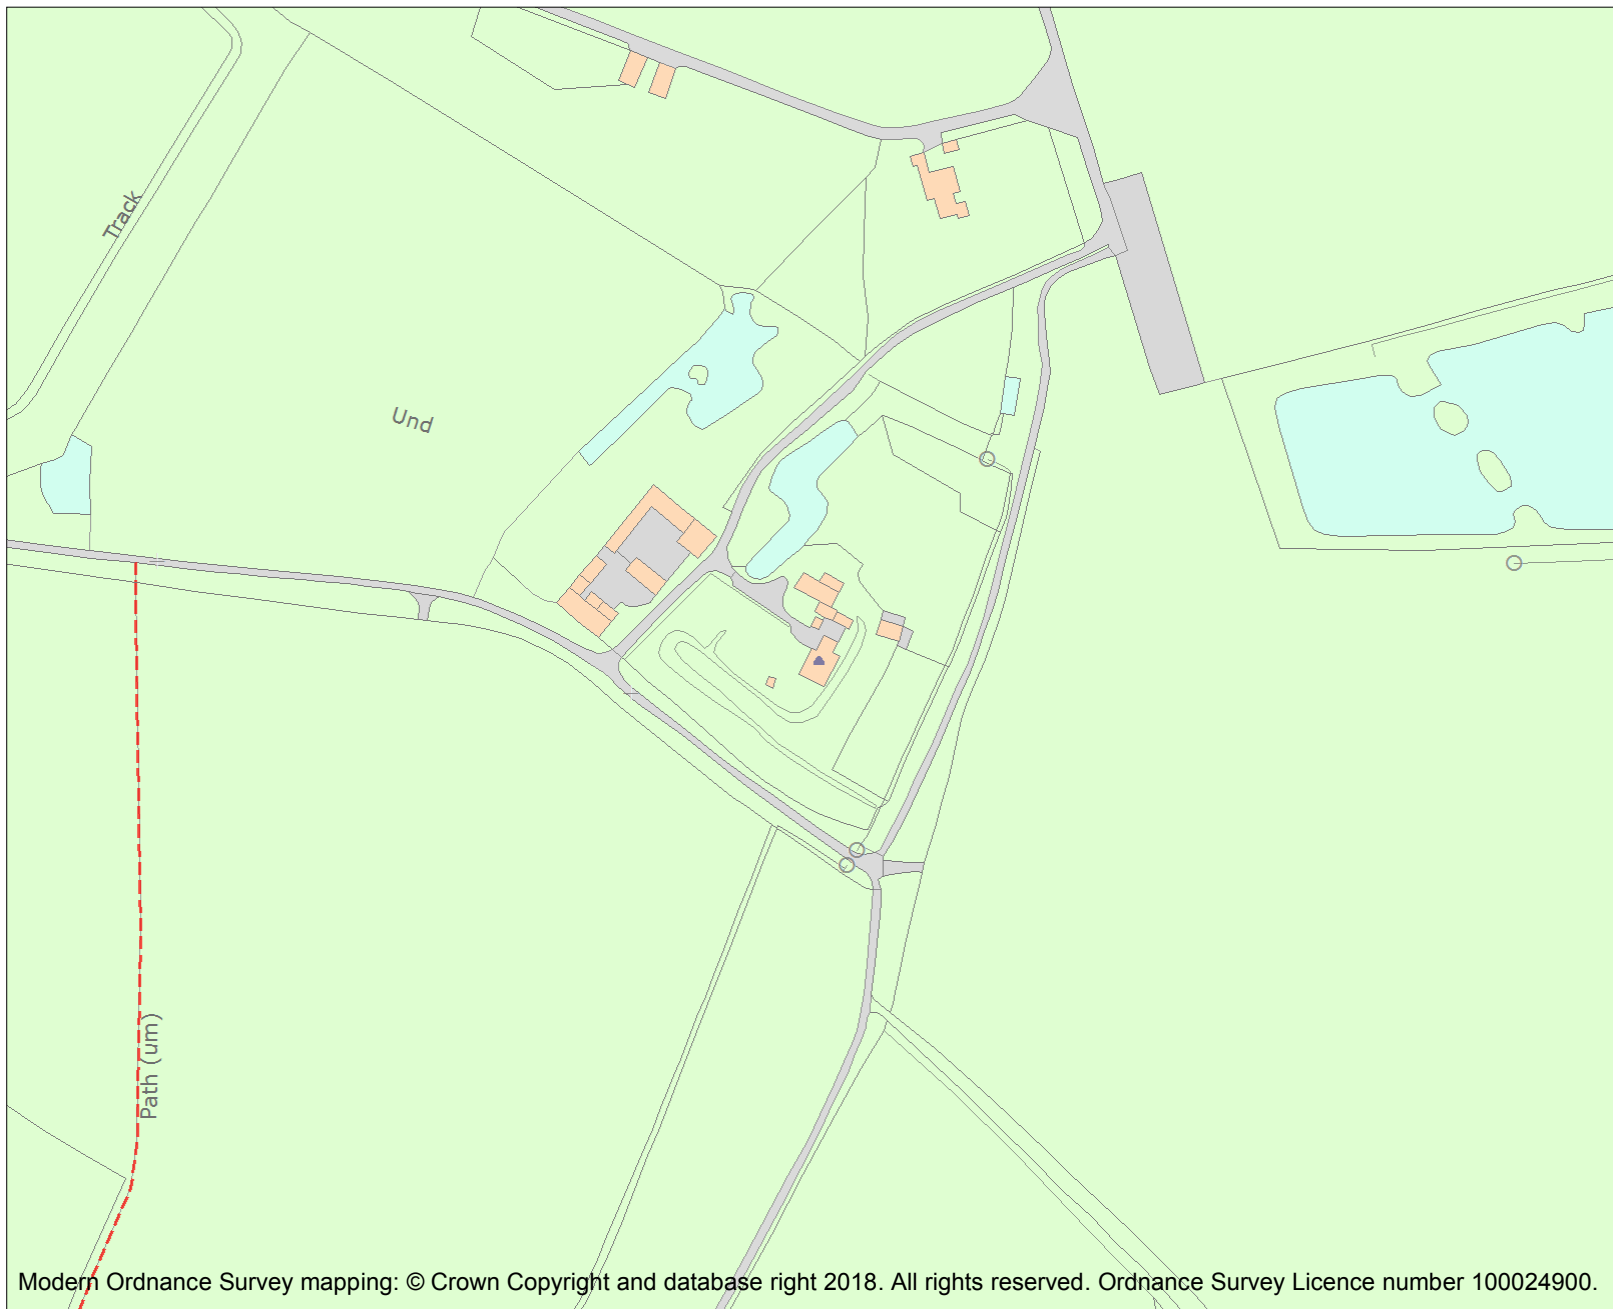 Track
Und
Path (um)
Modern Ordnance Survey mapping: © Crown Copyright and database right 2018. All rights reserved. Ordnance Survey Licence number 100024900.